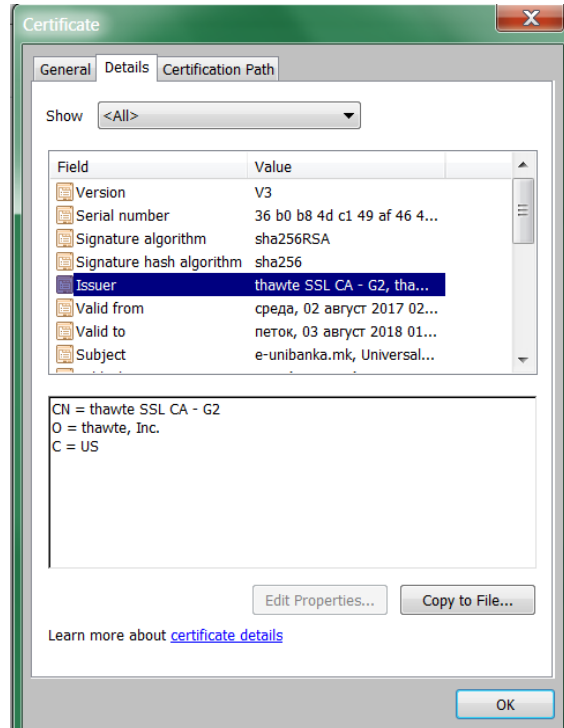 Certificate
General Details Certification Path
Show <All>
Field Value
Version V3
Serial number 36 b0 b8 4d c1 49 af 46 4...
Signature algorithm sha256RSA
Signature hash algorithm sha256
Issuer thawte SSL CA - G2, tha...
Valid from среда, 02 август 2017 02...
Valid to петок, 03 август 2018 01...
Subject e-unibanka.mk, Universal...
CN = thawte SSL CA - G2
O = thawte, Inc.
C = US
Edit Properties... Copy to File...
Learn more about certificate details
OK